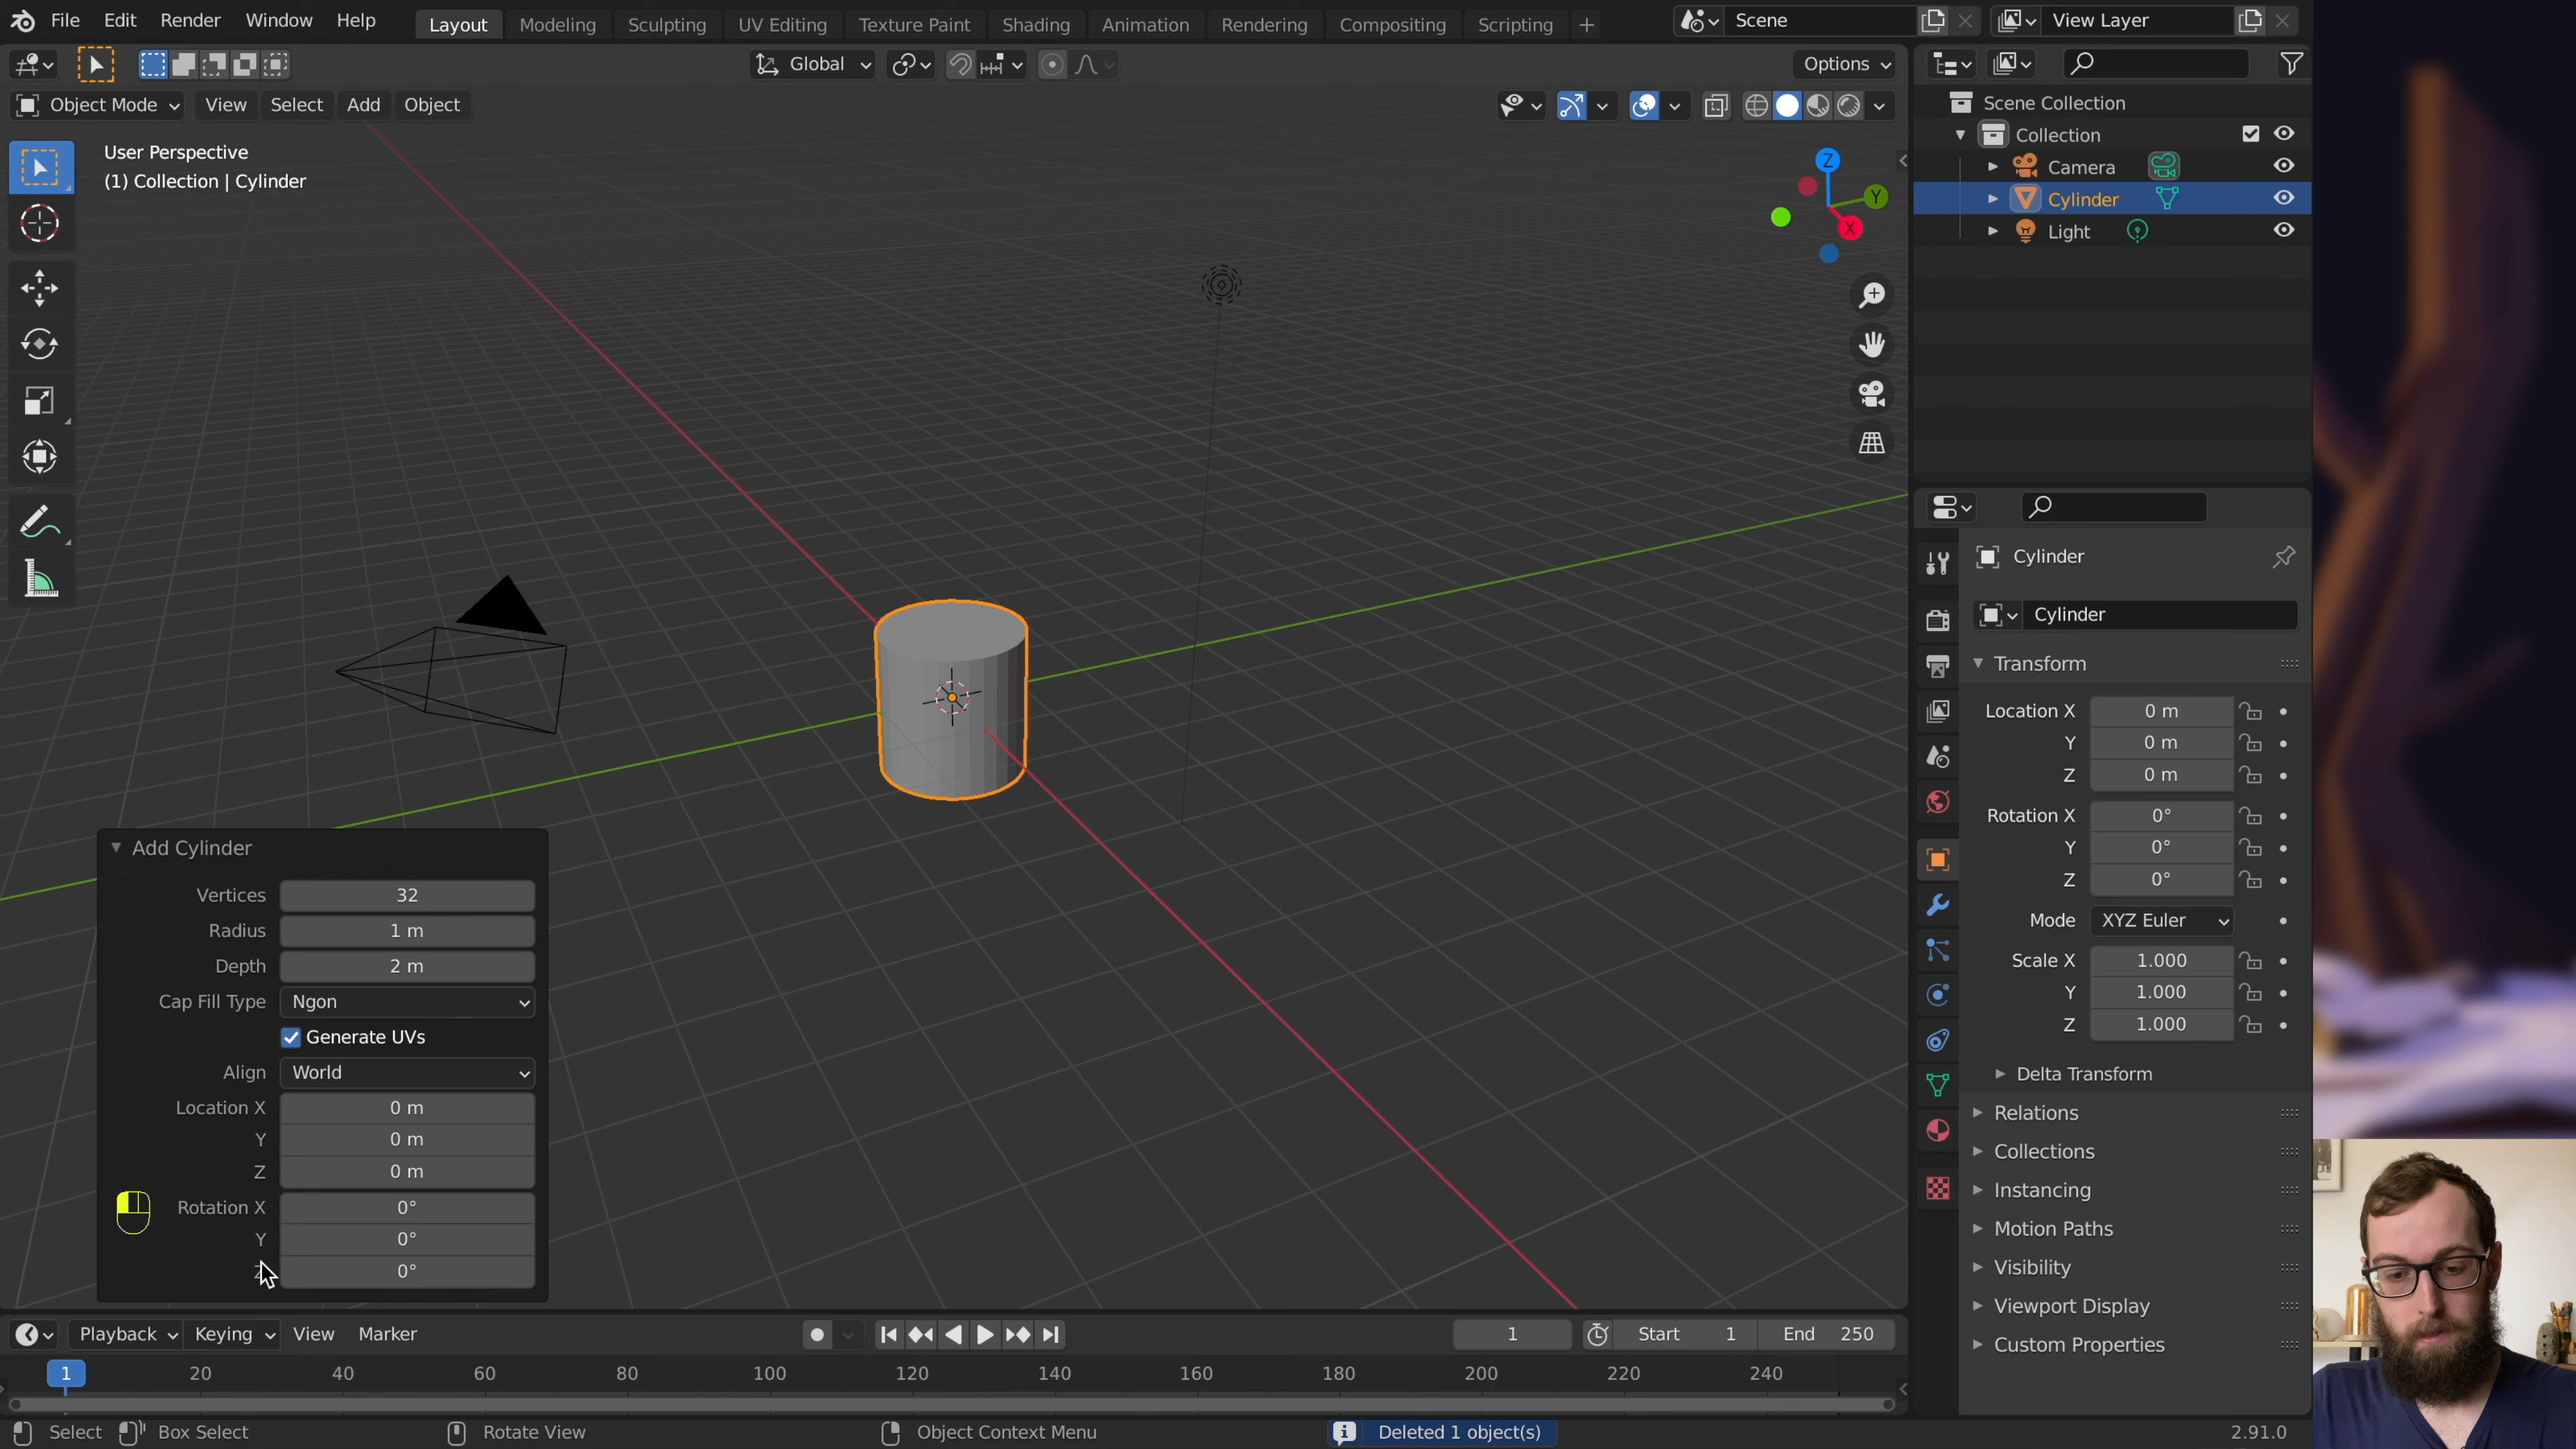 File Edit Render Window Help Layout Modeling Sculpting UV Editing Texture Paint Shading Animation Rendering Compositing Scripting + Scene View Layer
Global Options
Object Mode View Select Add Object
User Perspective
(1) Collection | Cylinder
Z
Y
X
Scene Collection
Collection
Camera
Cylinder
Light
Cylinder
Cylinder
Transform
Location X 0 m
Y 0 m
Z 0 m
Rotation X 0°
Y 0°
Z 0°
Mode XYZ Euler
Scale X 1.000
Y 1.000
Z 1.000
Delta Transform
Relations
Collections
Instancing
Motion Paths
Visibility
Viewport Display
Custom Properties
Add Cylinder
Vertices 32
Radius 1 m
Depth 2 m
Cap Fill Type Ngon
Generate UVs
Align World
Location X 0 m
Y 0 m
Z 0 m
Rotation X 0°
Y 0°
Z 0°
Playback Keying View Marker 1 Start 1 End 250
1 20 40 60 80 100 120 140 160 180 200 220 240
Select Box Select Rotate View Object Context Menu Deleted 1 object(s) 2.91.0